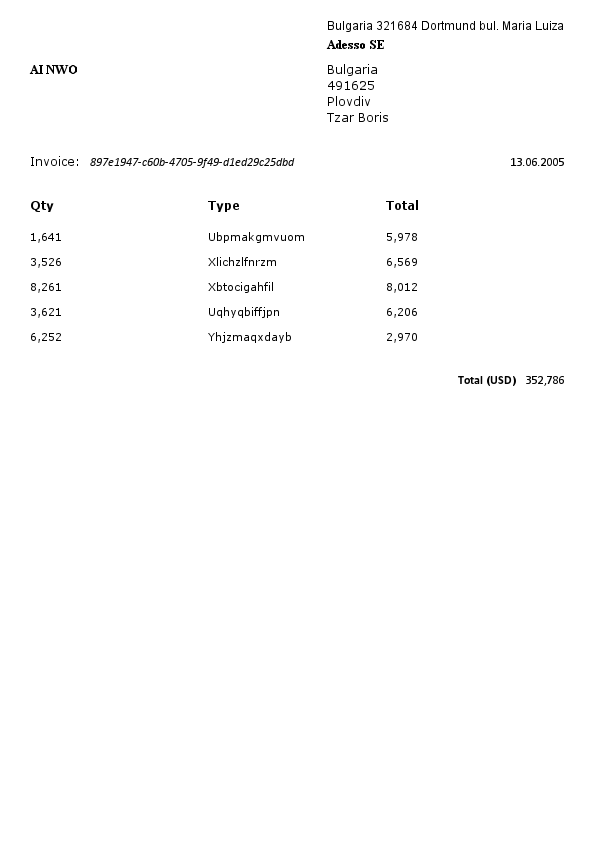 Bulgaria 321684 Dortmund bul. Maria Luiza
Adesso SE
AI NWO
Bulgaria
491625
Plovdiv
Tzar Boris
Invoice: 897e1947-c60b-4705-9f49-d1ed29c25dbd 13.06.2005
Qty Type Total
1,641 Ubpmakgmvuom 5,978
3,526 Xlichzlfnrzm 6,569
8,261 Xbtocigahfil 8,012
3,621 Uqhyqbiffjpn 6,206
6,252 Yhjzmaqxdayb 2,970
Total (USD) 352,786